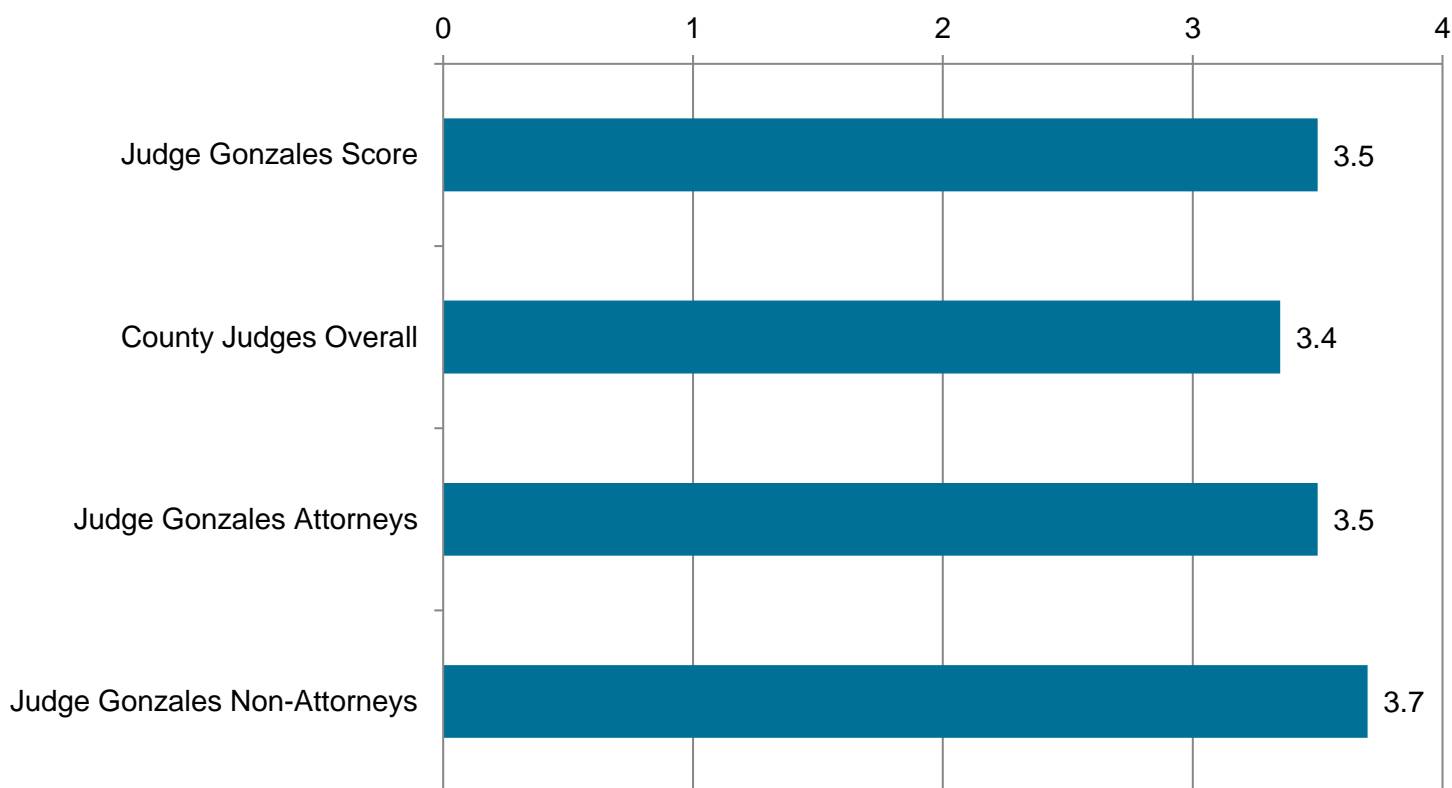 0 1 2 3 4
Judge Gonzales Score 3.5
County Judges Overall 3.4
Judge Gonzales Attorneys 3.5
Judge Gonzales Non-Attorneys 3.7